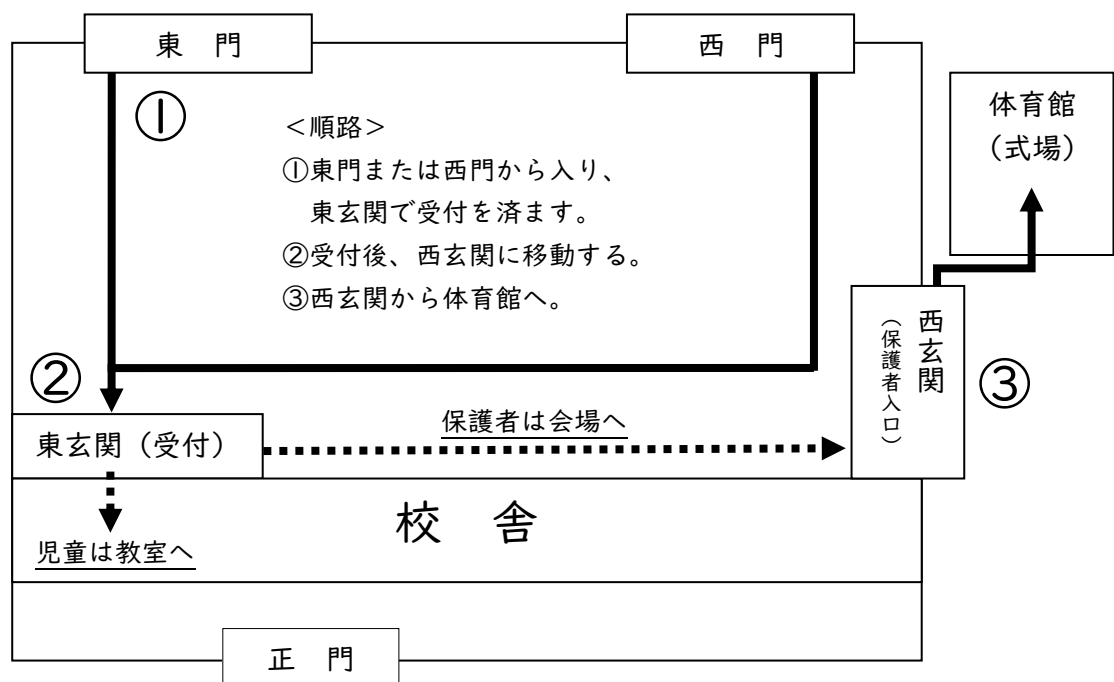 東　門
西　門
体育館
（式場）
①
＜順路＞
①東門または西門から入り、
東玄関で受付を済ます。
②受付後、西玄関に移動する。
③西玄関から体育館へ。
西玄関
（保護者入口）
②
③
保護者は会場へ
東玄関（受付）
校　舎
児童は教室へ
正　門